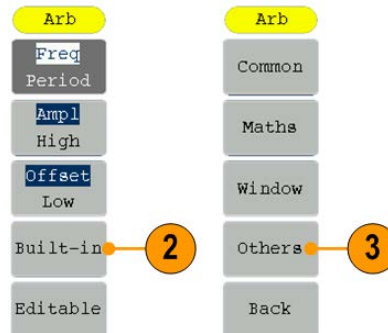 Arb
Freq
Period
Ampl
High
Offset
Low
Built-in
2
Editable
Arb
Common
Maths
Window
Others
3
Back